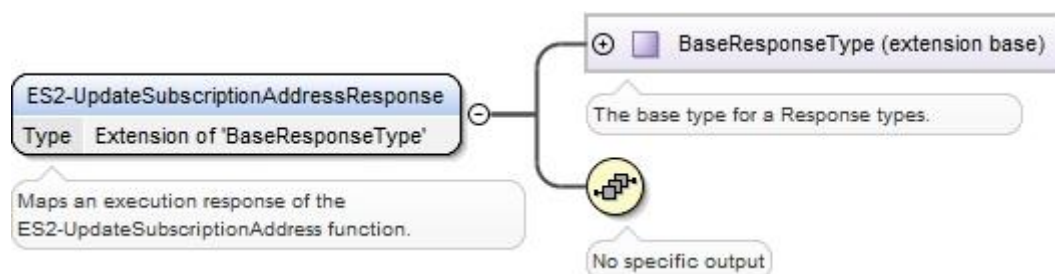 BaseResponseType (extension base)
ES2-UpdateSubscriptionAddressResponse
Type Extension of 'BaseResponseType'
The base type for a Response types.
Maps an execution response of the
ES2-UpdateSubscriptionAddress function.
No specific output